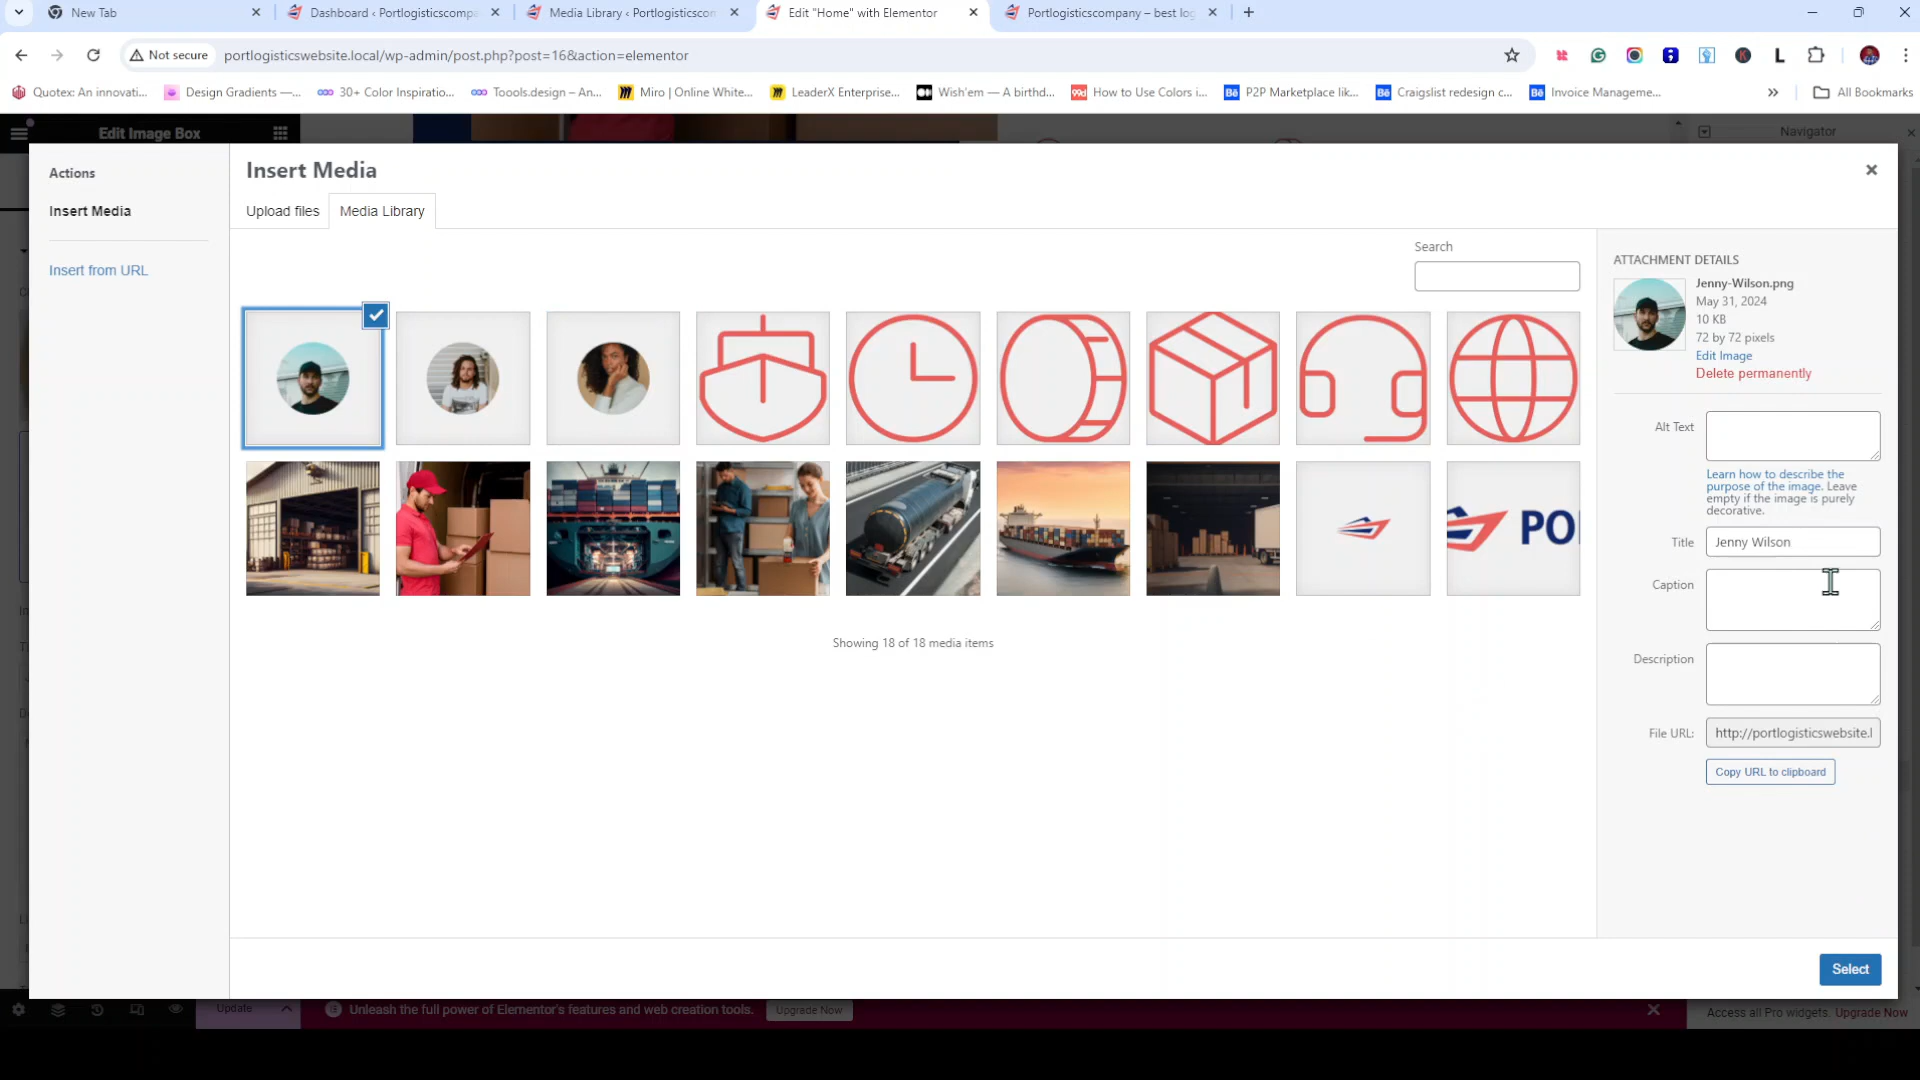 New Tab
Dashboard ‹ Portlogisticscompa
Media Library ‹ Portlogisticscom
Edit "Home" with Elementor
Portlogisticscompany – best log
Not secure
portlogisticswebsite.local/wp-admin/post.php?post=16&action=elementor
Quotex: An innovati...
Design Gradients —...
30+ Color Inspiratio...
Toools.design – An...
Miro | Online White...
LeaderX Enterprise...
Wish'em — A birthd...
How to Use Colors i...
P2P Marketplace lik...
Craigslist redesign c...
Invoice Manageme...
All Bookmarks
Edit Image Box
Navigator
Actions
Insert Media
Insert from URL
Insert Media
Upload files
Media Library
Search
PO
Showing 18 of 18 media items
ATTACHMENT DETAILS
Jenny-Wilson.png
May 31, 2024
10 KB
72 by 72 pixels
Edit Image
Delete permanently
Alt Text
Learn how to describe the
purpose of the image. Leave
empty if the image is purely
decorative.
Title
Jenny Wilson
Caption
Description
File URL:
http://portlogisticswebsite.l
Copy URL to clipboard
Select
Update
Unleash the full power of Elementor's features and web creation tools.
Upgrade Now
Access all Pro widgets. Upgrade Now